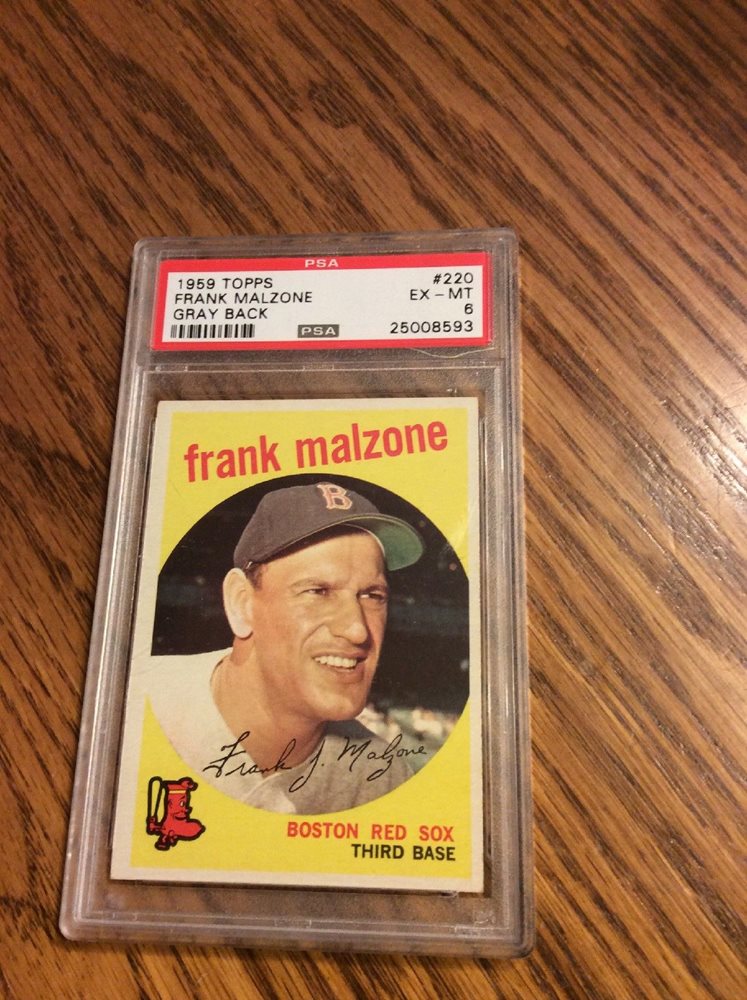 PSA
1959 TOPPS #220
FRANK MALZONE EX - MT
GRAY BACK 6
PSA 25008593
frank malzone
B
Frank J. Malzone
BOSTON RED SOX
THIRD BASE